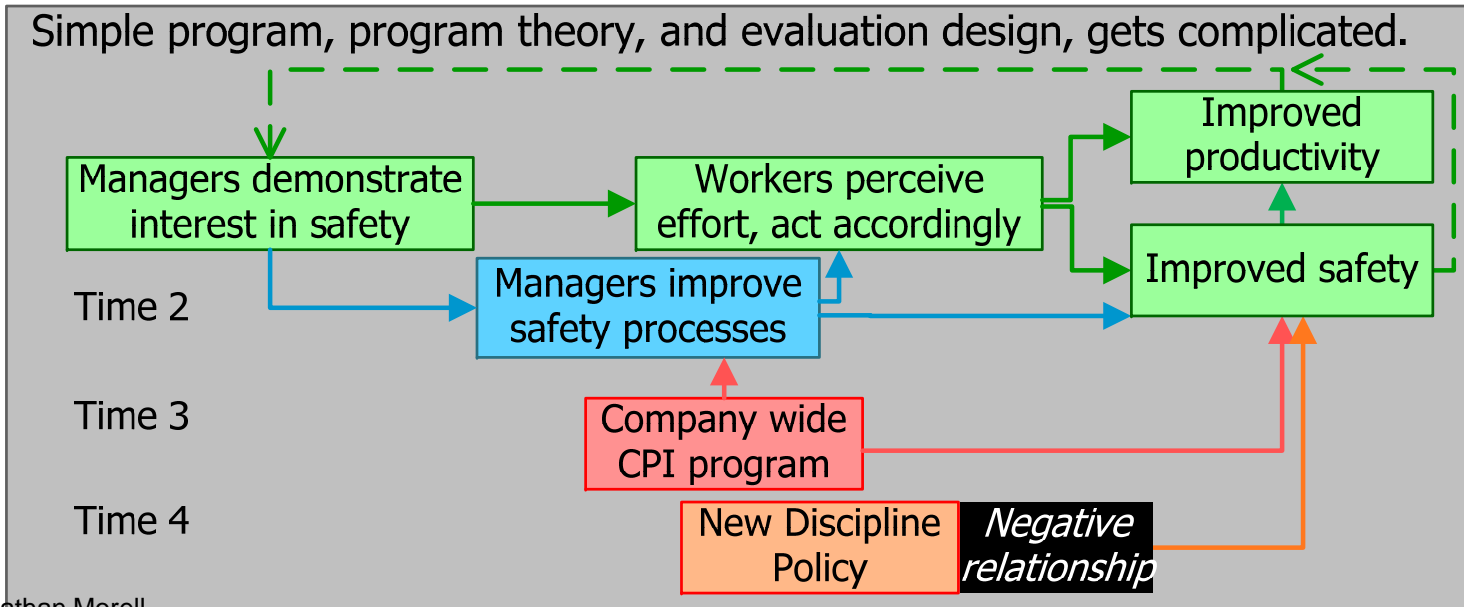 Simple program, program theory, and evaluation design, gets complicated.
Improved
productivity
Managers demonstrate
interest in safety
Workers perceive
effort, act accordingly
Improved safety
Time 2
Managers improve
safety processes
Time 3
Company wide
CPI program
Time 4
New Discipline
Policy
Negative
relationship